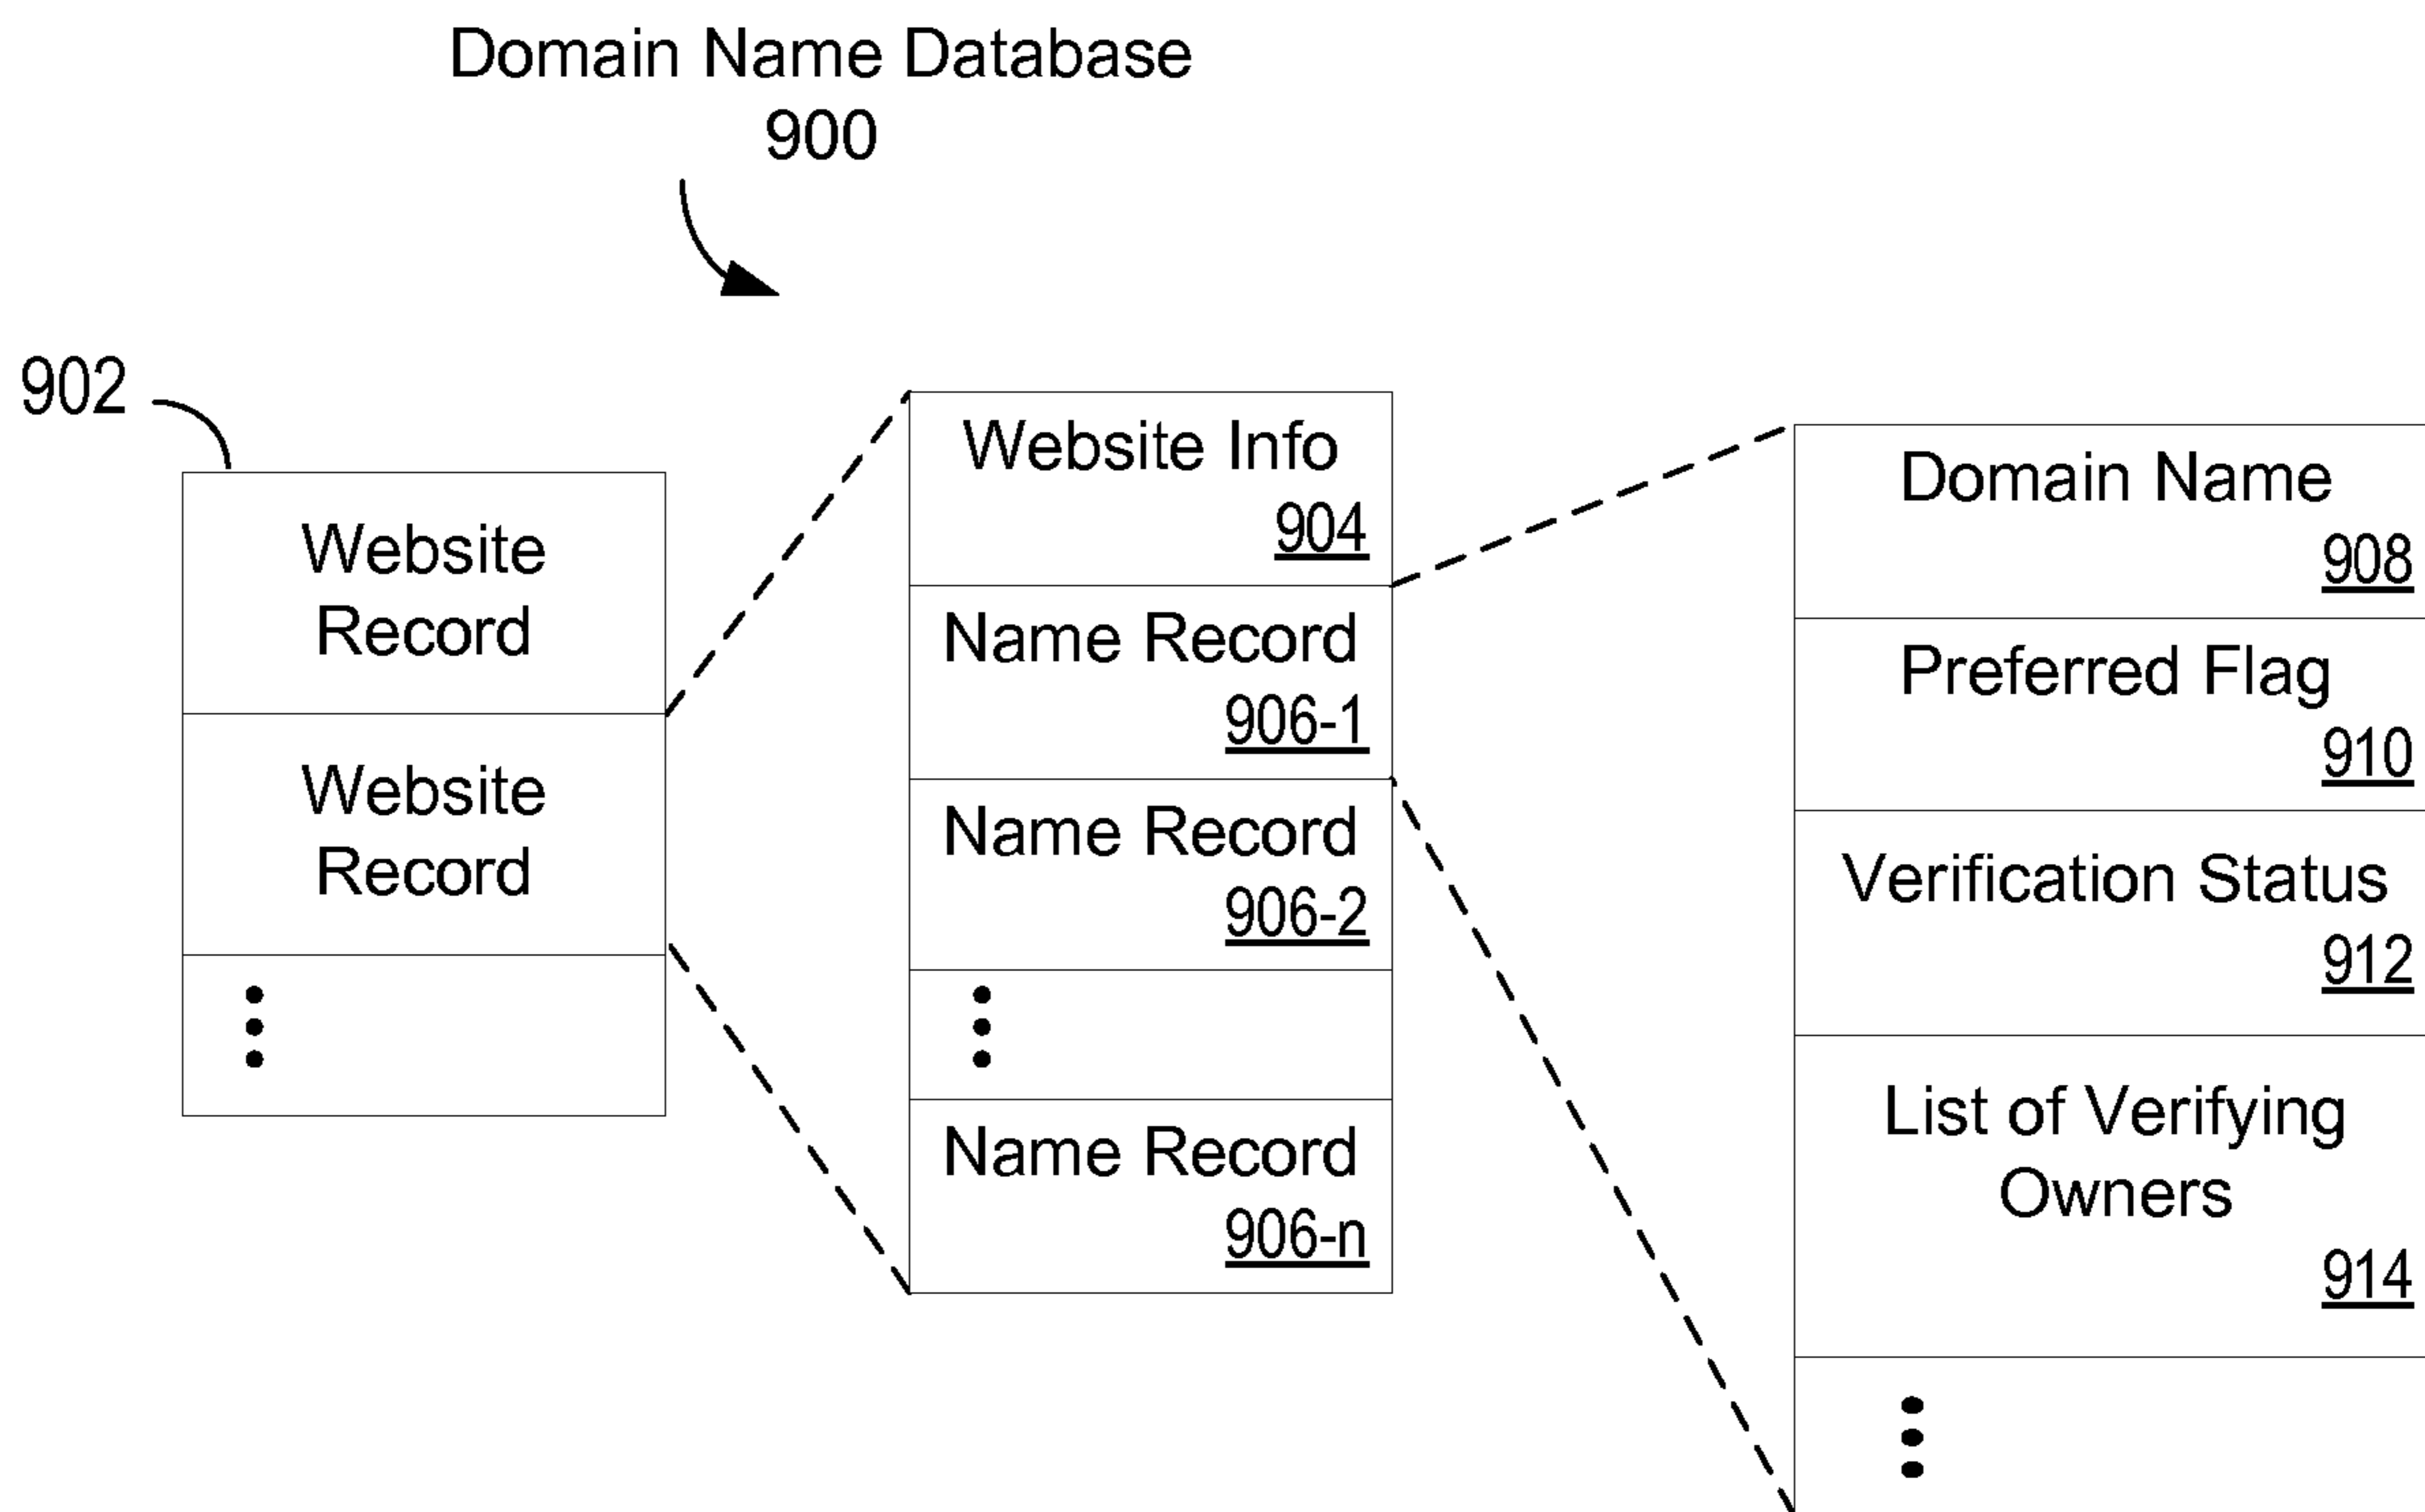 Domain Name Database
900
902
Website
Record
Website
Record
Website Info
904
Name Record
906-1
Name Record
906-2
Name Record
906-n
Domain Name
908
Preferred Flag
910
Verification Status
912
List of Verifying
Owners
914